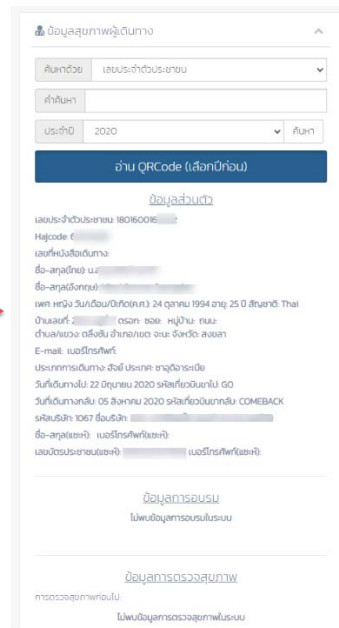 ข้อมูลสุขภาพผู้เดินทาง
ค้นหาด้วย เลขประจำตัวประชาชน
คำค้นหา
ประจำปี 2020 ค้นหา
อ่าน QRCode (เลือกปีก่อน)
ข้อมูลส่วนตัว
เลขประจำตัวประชาชน: 180160016
Hajcode: 6
เลขที่หนังสือเดินทาง:
ชื่อ-สกุล(ไทย): น.ส
ชื่อ-สกุล(อังกฤษ):
เพศ: หญิง วัน/เดือน/ปีเกิด(ค.ศ.): 24 ตุลาคม 1994 อายุ: 25 ปี สัญชาติ: Thai
บ้านเลขที่: ตรอก: ซอย: หมู่บ้าน: ถนน:
ตำบล/แขวง: ตลิ่งชัน อำเภอ/เขต: จะนะ จังหวัด: สงขลา
E-mail: เบอร์โทรศัพท์:
ประเภทการเดินทาง: ฮัจย์ ประเทศ: ซาอุดิอาระเบีย
วันที่เดินทางไป: 22 มิถุนายน 2020 รหัสเที่ยวบินขาไป: GO
วันที่เดินทางกลับ: 05 สิงหาคม 2020 รหัสเที่ยวบินขากลับ: COMEBACK
รหัสบริษัท: 1067 ชื่อบริษัท:
ชื่อ-สกุล(แซะห์): เบอร์โทรศัพท์(แซะห์):
เลขบัตรประชาชน(แซะห์): เบอร์โทรศัพท์(แซะห์):
ข้อมูลการอบรม
ไม่พบข้อมูลการอบรมในระบบ
ข้อมูลการตรวจสุขภาพ
การตรวจสุขภาพก่อนไป:
ไม่พบข้อมูลการตรวจสุขภาพในระบบ